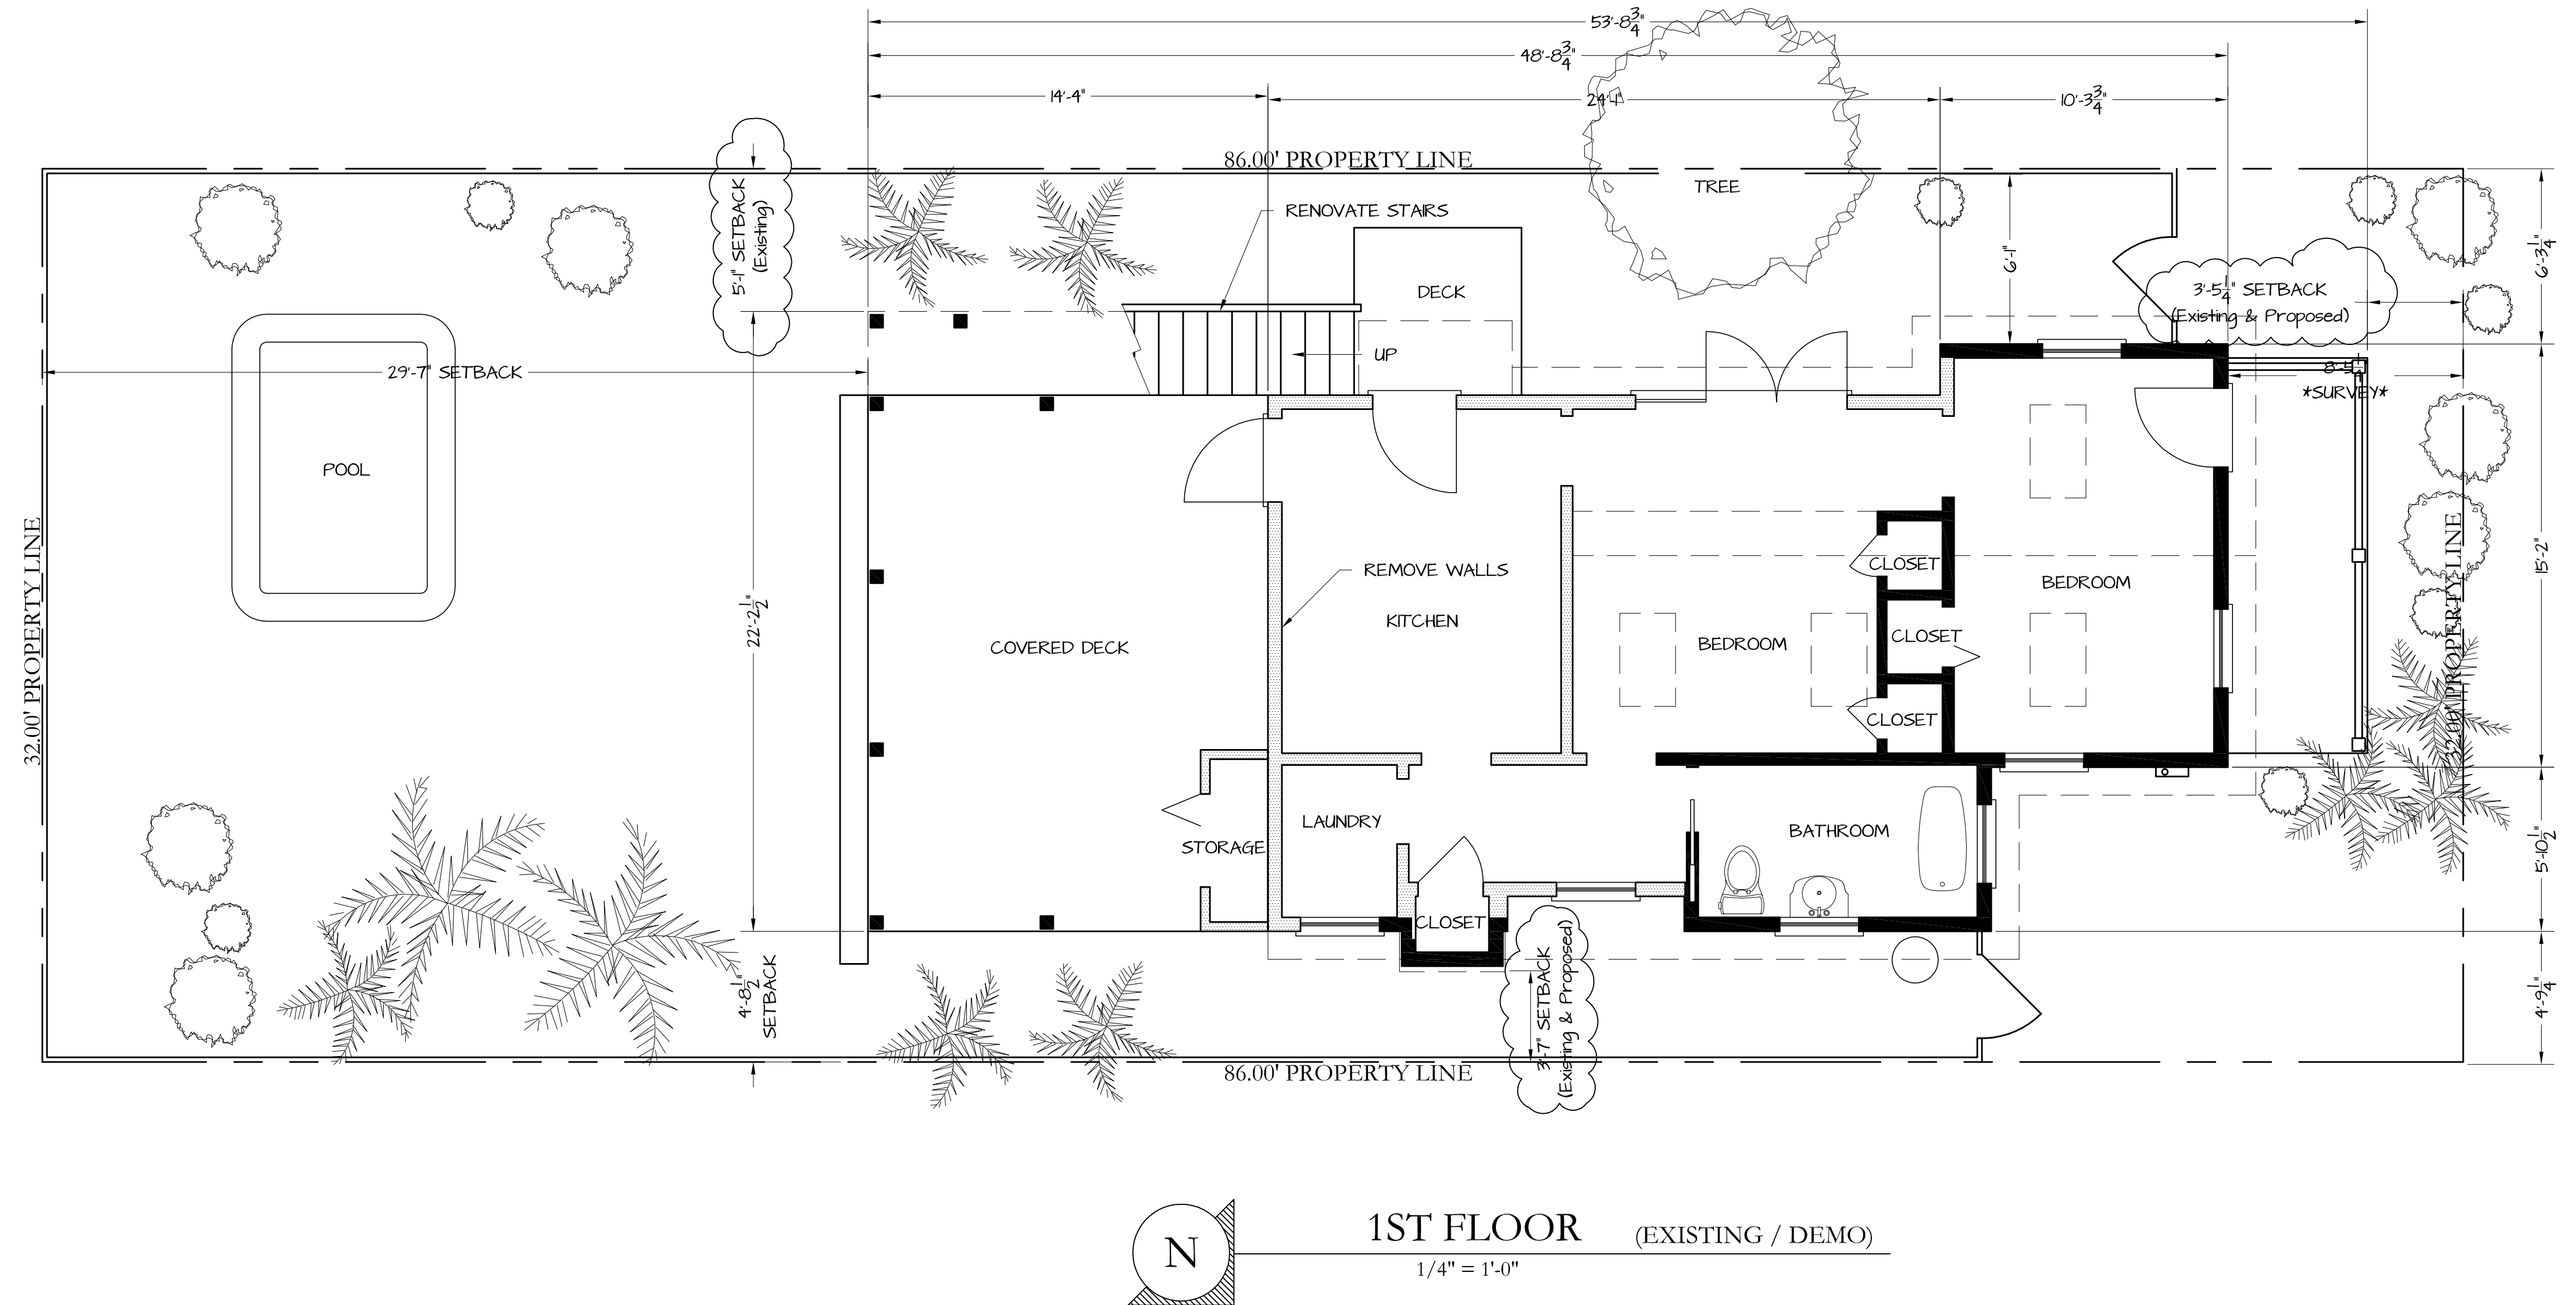 53'-8 3/4"
48'-8 3/4"
14'-4"
24'-1"
10'-3 3/4"
86.00' PROPERTY LINE
TREE
RENOVATE STAIRS
5'-1" SETBACK
(Existing)
6'-1"
6'-3 1/4"
DECK
3'-5 1/4" SETBACK
(Existing & Proposed)
UP
29'-7" SETBACK
8'-5 1/4"
*SURVEY*
POOL
32.00' PROPERTY LINE
22'-2 1/2"
COVERED DECK
REMOVE WALLS
KITCHEN
BEDROOM
CLOSET
CLOSET
CLOSET
BEDROOM
15'-2"
32.00' PROPERTY LINE
STORAGE
LAUNDRY
BATHROOM
5'-10 1/2"
CLOSET
4'-8 1/2"
SETBACK
3'-7" SETBACK
(Existing & Proposed)
4'-9 1/4"
86.00' PROPERTY LINE
N
1ST FLOOR (EXISTING / DEMO)
1/4" = 1'-0"